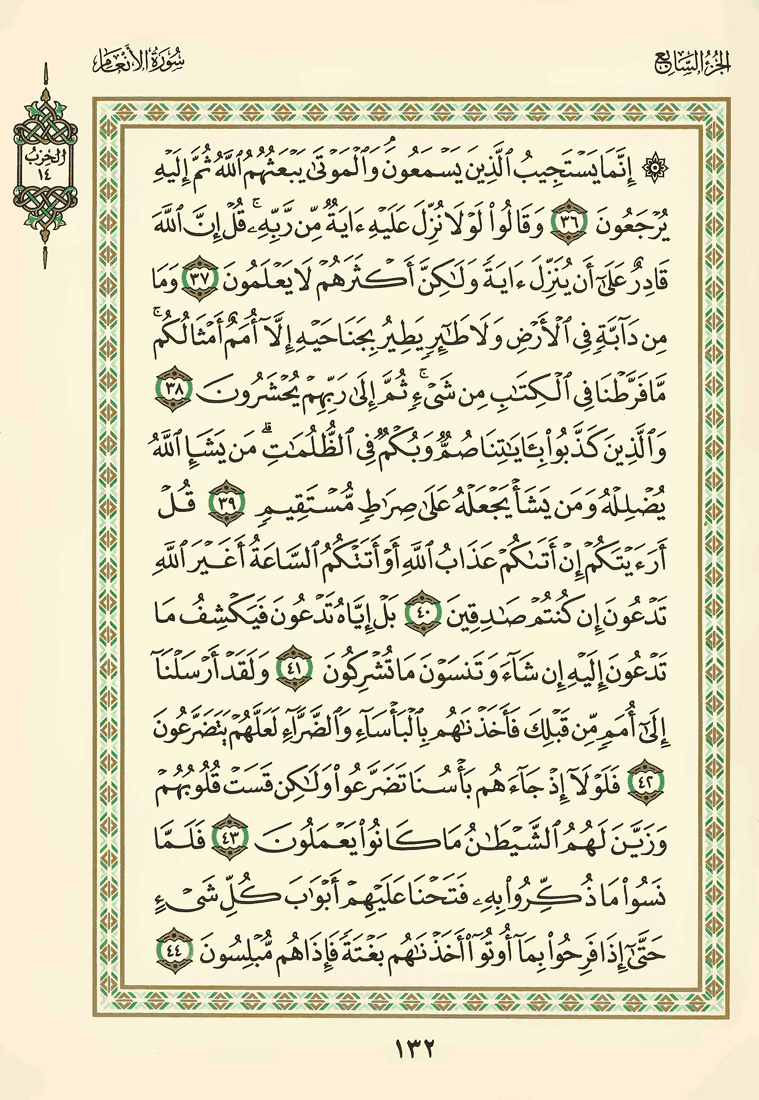 الجزء السابع
سورة الأنعام
الحزب
١٤
۞ إِنَّمَا يَسْتَجِيبُ ٱلَّذِينَ يَسْمَعُونَۘ وَٱلْمَوْتَىٰ يَبْعَثُهُمُ ٱللَّهُ ثُمَّ إِلَيْهِ
يُرْجَعُونَ ٣٦ وَقَالُوا۟ لَوْلَا نُزِّلَ عَلَيْهِ ءَايَةٌ مِّن رَّبِّهِۦۚ قُلْ إِنَّ ٱللَّهَ
قَادِرٌ عَلَىٰٓ أَن يُنَزِّلَ ءَايَةً وَلَٰكِنَّ أَكْثَرَهُمْ لَا يَعْلَمُونَ ٣٧ وَمَا
مِن دَآبَّةٍ فِى ٱلْأَرْضِ وَلَا طَٰٓئِرٍ يَطِيرُ بِجَنَاحَيْهِ إِلَّآ أُمَمٌ أَمْثَالُكُمۚ
مَّا فَرَّطْنَا فِى ٱلْكِتَٰبِ مِن شَىْءٍۚ ثُمَّ إِلَىٰ رَبِّهِمْ يُحْشَرُونَ ٣٨
وَٱلَّذِينَ كَذَّبُوا۟ بِـَٔايَٰتِنَا صُمٌّ وَبُكْمٌ فِى ٱلظُّلُمَٰتِۗ مَن يَشَإِ ٱللَّهُ
يُضْلِلْهُ وَمَن يَشَأْ يَجْعَلْهُ عَلَىٰ صِرَٰطٍ مُّسْتَقِيمٍ ٣٩ قُلْ
أَرَءَيْتَكُمْ إِنْ أَتَىٰكُمْ عَذَابُ ٱللَّهِ أَوْ أَتَتْكُمُ ٱلسَّاعَةُ أَغَيْرَ ٱللَّهِ
تَدْعُونَ إِن كُنتُمْ صَٰدِقِينَ ٤٠ بَلْ إِيَّاهُ تَدْعُونَ فَيَكْشِفُ مَا
تَدْعُونَ إِلَيْهِ إِن شَآءَ وَتَنسَوْنَ مَا تُشْرِكُونَ ٤١ وَلَقَدْ أَرْسَلْنَآ
إِلَىٰٓ أُمَمٍ مِّن قَبْلِكَ فَأَخَذْنَٰهُم بِٱلْبَأْسَآءِ وَٱلضَّرَّآءِ لَعَلَّهُمْ يَتَضَرَّعُونَ
٤٢ فَلَوْلَآ إِذْ جَآءَهُم بَأْسُنَا تَضَرَّعُوا۟ وَلَٰكِن قَسَتْ قُلُوبُهُمْ
وَزَيَّنَ لَهُمُ ٱلشَّيْطَٰنُ مَا كَانُوا۟ يَعْمَلُونَ ٤٣ فَلَمَّا
نَسُوا۟ مَا ذُكِّرُوا۟ بِهِۦ فَتَحْنَا عَلَيْهِمْ أَبْوَٰبَ كُلِّ شَىْءٍ
حَتَّىٰٓ إِذَا فَرِحُوا۟ بِمَآ أُوتُوٓا۟ أَخَذْنَٰهُم بَغْتَةً فَإِذَا هُم مُّبْلِسُونَ ٤٤
١٣٢